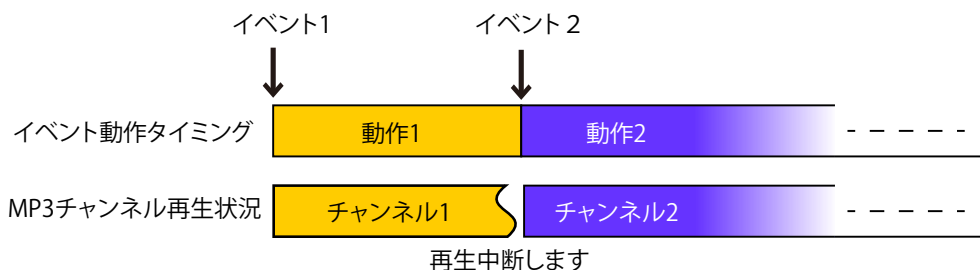 イベント1 イベント２
イベント動作タイミング 動作1 動作2
MP3チャンネル再生状況 チャンネル1 チャンネル2
再生中断します